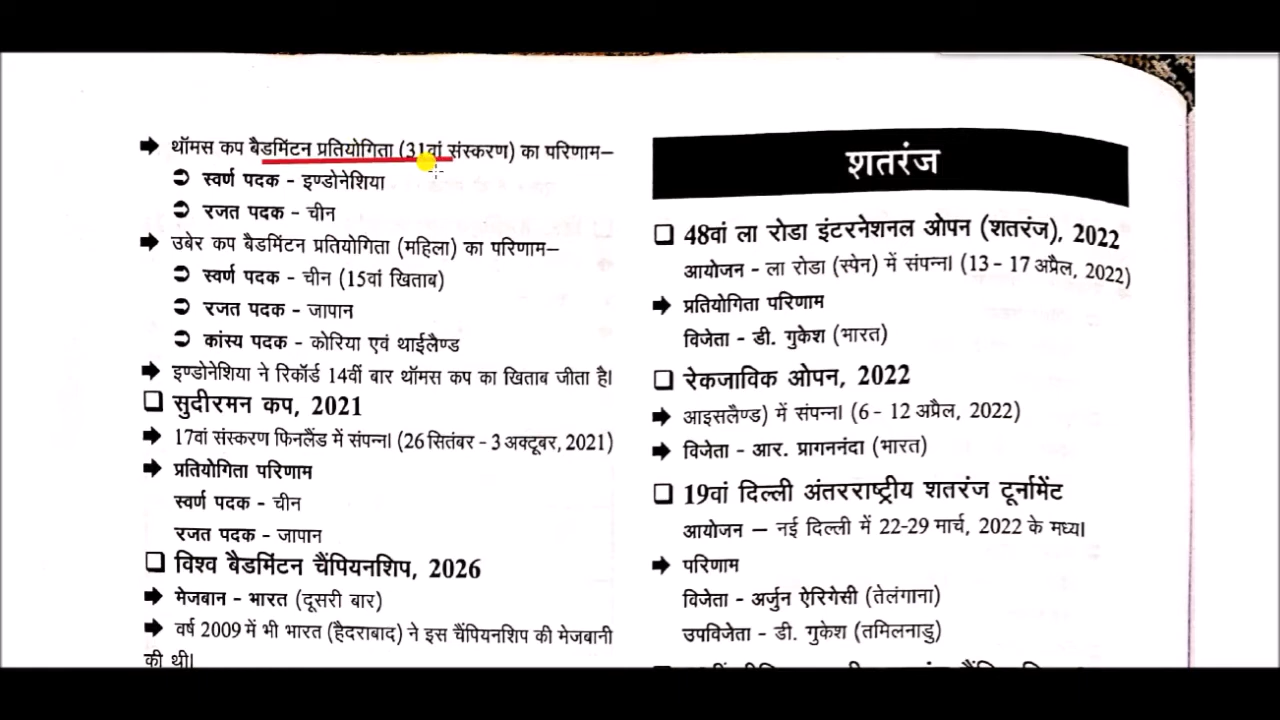 ➡ थॉमस कप बैडमिंटन प्रतियोगिता (31वां संस्करण) का परिणाम–
➲ स्वर्ण पदक - इण्डोनेशिया
➲ रजत पदक - चीन
➡ उबेर कप बैडमिंटन प्रतियोगिता (महिला) का परिणाम–
➲ स्वर्ण पदक - चीन (15वां खिताब)
➲ रजत पदक - जापान
➲ कांस्य पदक - कोरिया एवं थाईलैण्ड
➡ इण्डोनेशिया ने रिकॉर्ड 14वीं बार थॉमस कप का खिताब जीता है।
❑ सुदीरमन कप, 2021
➡ 17वां संस्करण फिनलैंड में संपन्न। (26 सितंबर - 3 अक्टूबर, 2021)
➡ प्रतियोगिता परिणाम
स्वर्ण पदक - चीन
रजत पदक - जापान
❑ विश्व बैडमिंटन चैंपियनशिप, 2026
➡ मेजबान - भारत (दूसरी बार)
➡ वर्ष 2009 में भी भारत (हैदराबाद) ने इस चैंपियनशिप की मेजबानी
की थी।
शतरंज
❑ 48वां ला रोडा इंटरनेशनल ओपन (शतरंज), 2022
आयोजन - ला रोडा (स्पेन) में संपन्न। (13 - 17 अप्रैल, 2022)
➡ प्रतियोगिता परिणाम
विजेता - डी. गुकेश (भारत)
❑ रेकजाविक ओपन, 2022
➡ आइसलैण्ड) में संपन्न। (6 - 12 अप्रैल, 2022)
➡ विजेता - आर. प्रागननंदा (भारत)
❑ 19वां दिल्ली अंतरराष्ट्रीय शतरंज टूर्नामेंट
आयोजन – नई दिल्ली में 22-29 मार्च, 2022 के मध्य।
➡ परिणाम
विजेता - अर्जुन ऐरिगेसी (तेलंगाना)
उपविजेता - डी. गुकेश (तमिलनाडु)